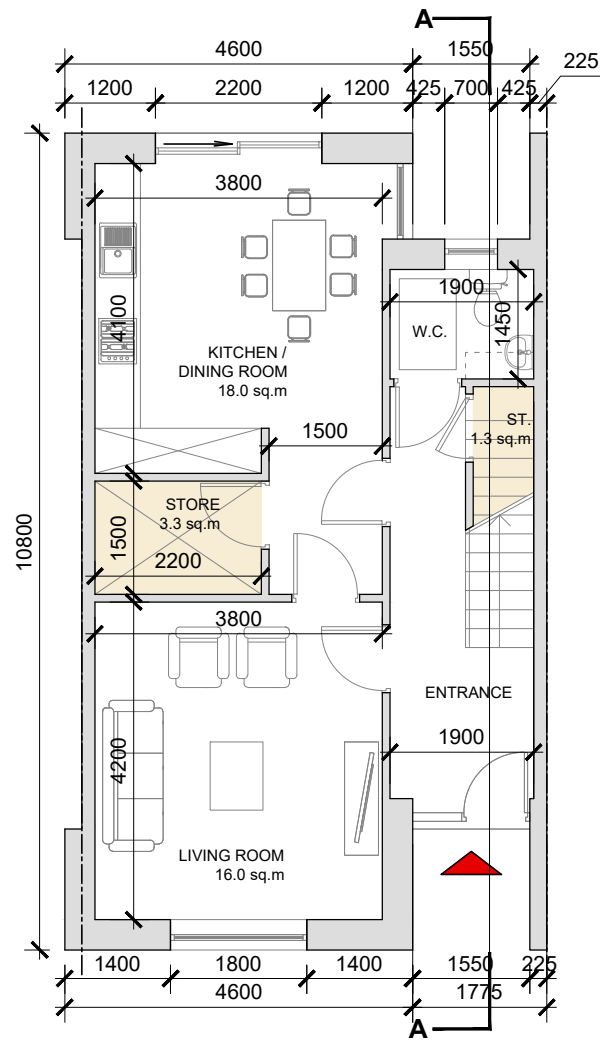 A
4600
1550
225
1200
2200
1200
425
700
425
3800
1900
W.C.
1450
4100
KITCHEN /
DINING ROOM
18.0 sq.m
ST.
1.3 sq.m
1500
10800
STORE
3.3 sq.m
1500
2200
3800
ENTRANCE
1900
4200
LIVING ROOM
16.0 sq.m
1400
1800
1400
1550
225
4600
1775
A